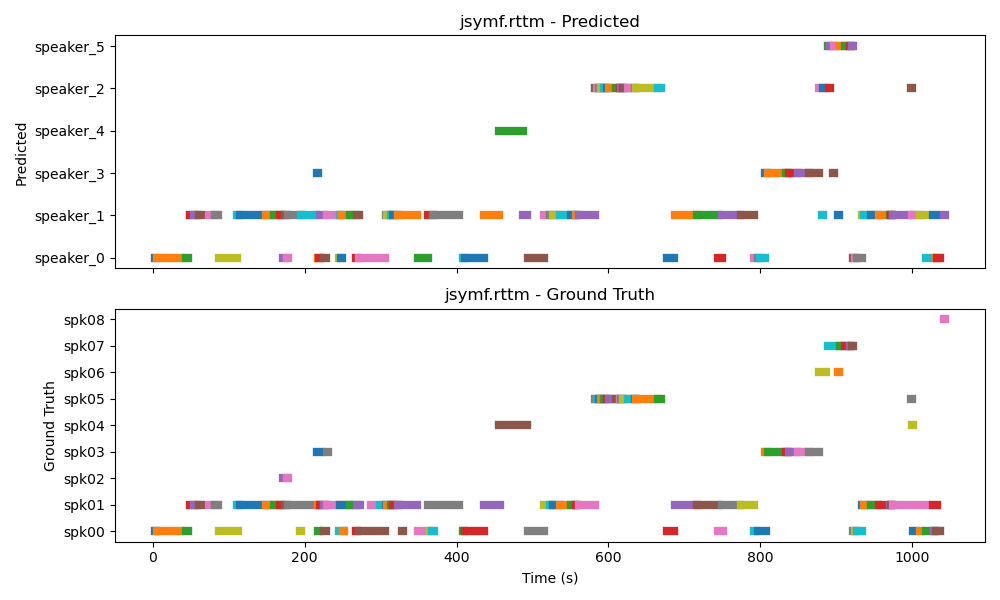 jsymf.rttm - Predicted
speaker_5
speaker_2
speaker_4
speaker_3
speaker_1
speaker_0
Predicted
jsymf.rttm - Ground Truth
spk08
spk07
spk06
spk05
spk04
spk03
spk02
spk01
spk00
Ground Truth
0 200 400 600 800 1000
Time (s)